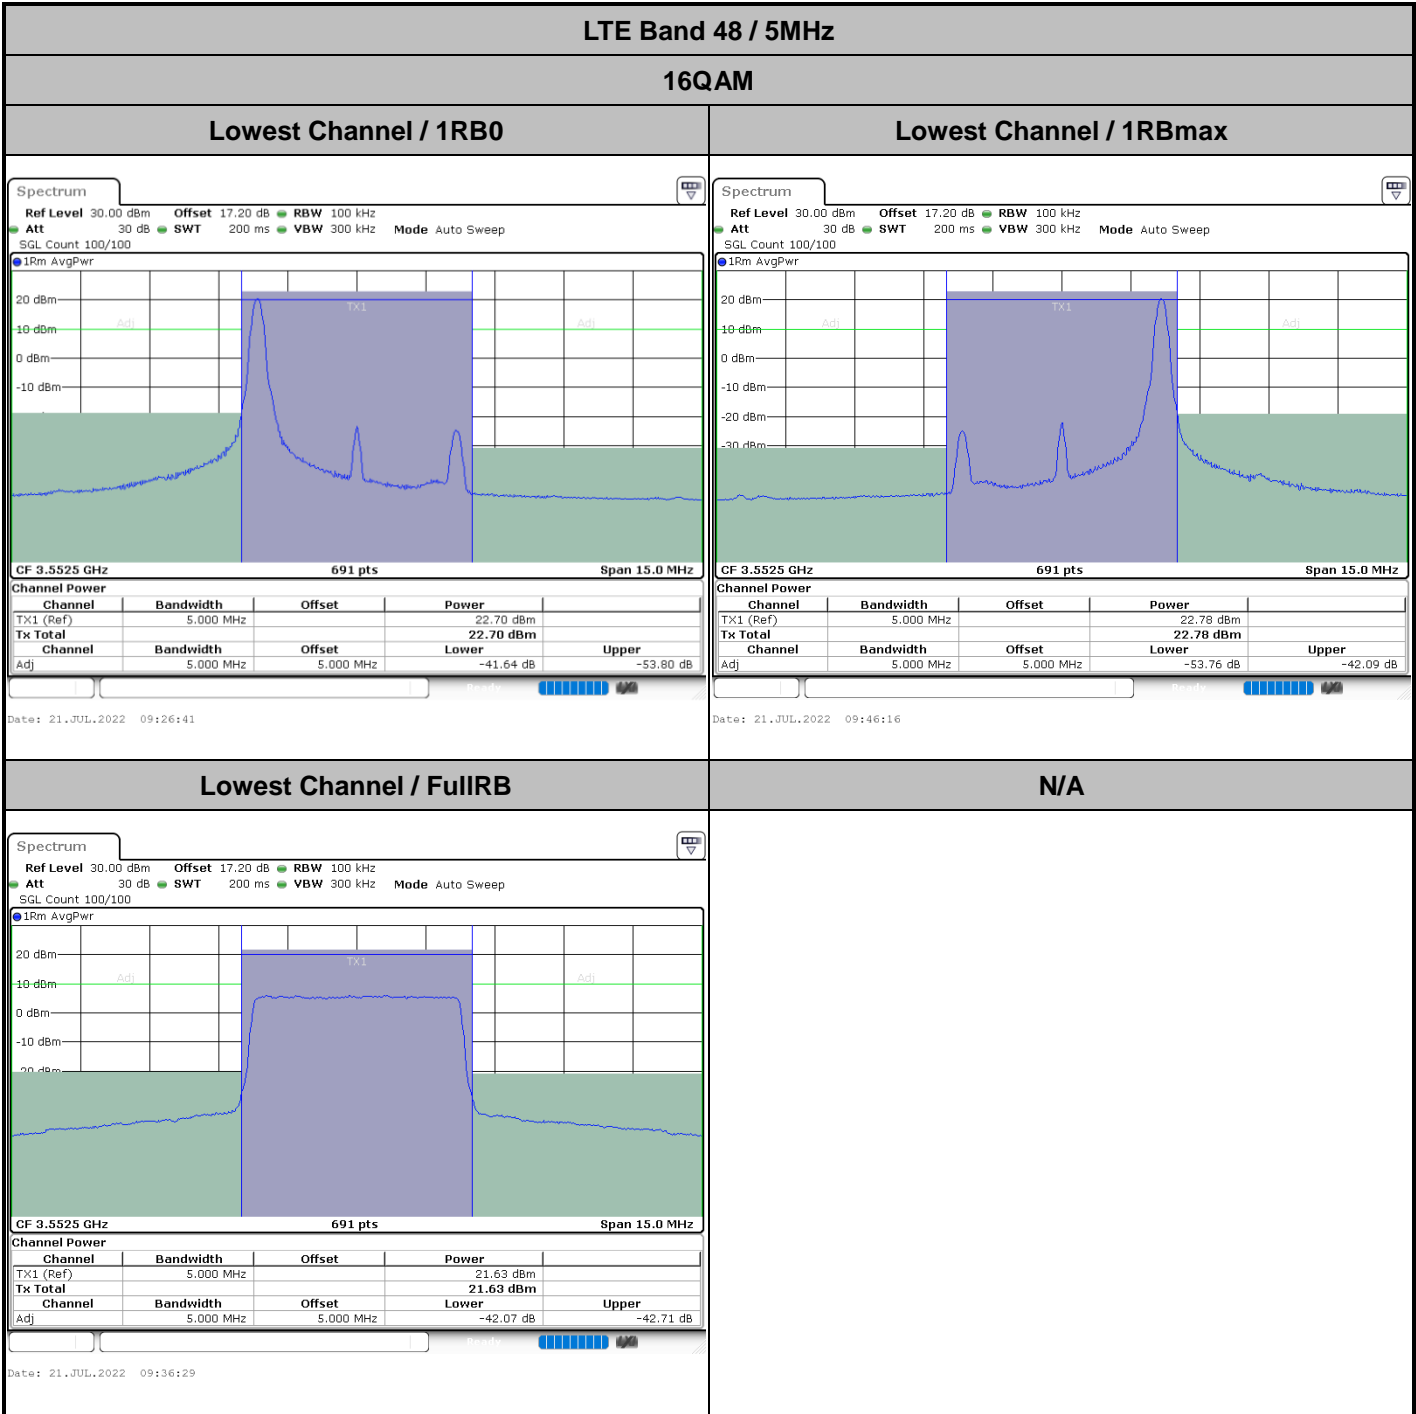 LTE Band 48 / 5MHz
16QAM
Lowest Channel / 1RB0
Lowest Channel / 1RBmax
Spectrum
Ref Level 30.00 dBm Offset 17.20 dB RBW 100 kHz
Att 30 dB SWT 200 ms VBW 300 kHz Mode Auto Sweep
SGL Count 100/100
1Rm AvgPwr
TX1
Adj
Adj
20 dBm
10 dBm
0 dBm
-10 dBm
CF 3.5525 GHz 691 pts Span 15.0 MHz
Channel Power
Channel Bandwidth Offset Power
TX1 (Ref) 5.000 MHz 22.70 dBm
Tx Total 22.70 dBm
Channel Bandwidth Offset Lower Upper
Adj 5.000 MHz 5.000 MHz -41.64 dB -53.80 dB
Ready
Date: 21.JUL.2022 09:26:41
Spectrum
Ref Level 30.00 dBm Offset 17.20 dB RBW 100 kHz
Att 30 dB SWT 200 ms VBW 300 kHz Mode Auto Sweep
SGL Count 100/100
1Rm AvgPwr
TX1
Adj
Adj
20 dBm
10 dBm
0 dBm
-10 dBm
-20 dBm
-30 dBm
CF 3.5525 GHz 691 pts Span 15.0 MHz
Channel Power
Channel Bandwidth Offset Power
TX1 (Ref) 5.000 MHz 22.78 dBm
Tx Total 22.78 dBm
Channel Bandwidth Offset Lower Upper
Adj 5.000 MHz 5.000 MHz -53.76 dB -42.09 dB
Ready
Date: 21.JUL.2022 09:46:16
Lowest Channel / FullRB
N/A
Spectrum
Ref Level 30.00 dBm Offset 17.20 dB RBW 100 kHz
Att 30 dB SWT 200 ms VBW 300 kHz Mode Auto Sweep
SGL Count 100/100
1Rm AvgPwr
TX1
Adj
Adj
20 dBm
10 dBm
0 dBm
-10 dBm
-20 dBm
CF 3.5525 GHz 691 pts Span 15.0 MHz
Channel Power
Channel Bandwidth Offset Power
TX1 (Ref) 5.000 MHz 21.63 dBm
Tx Total 21.63 dBm
Channel Bandwidth Offset Lower Upper
Adj 5.000 MHz 5.000 MHz -42.07 dB -42.71 dB
Ready
Date: 21.JUL.2022 09:36:29